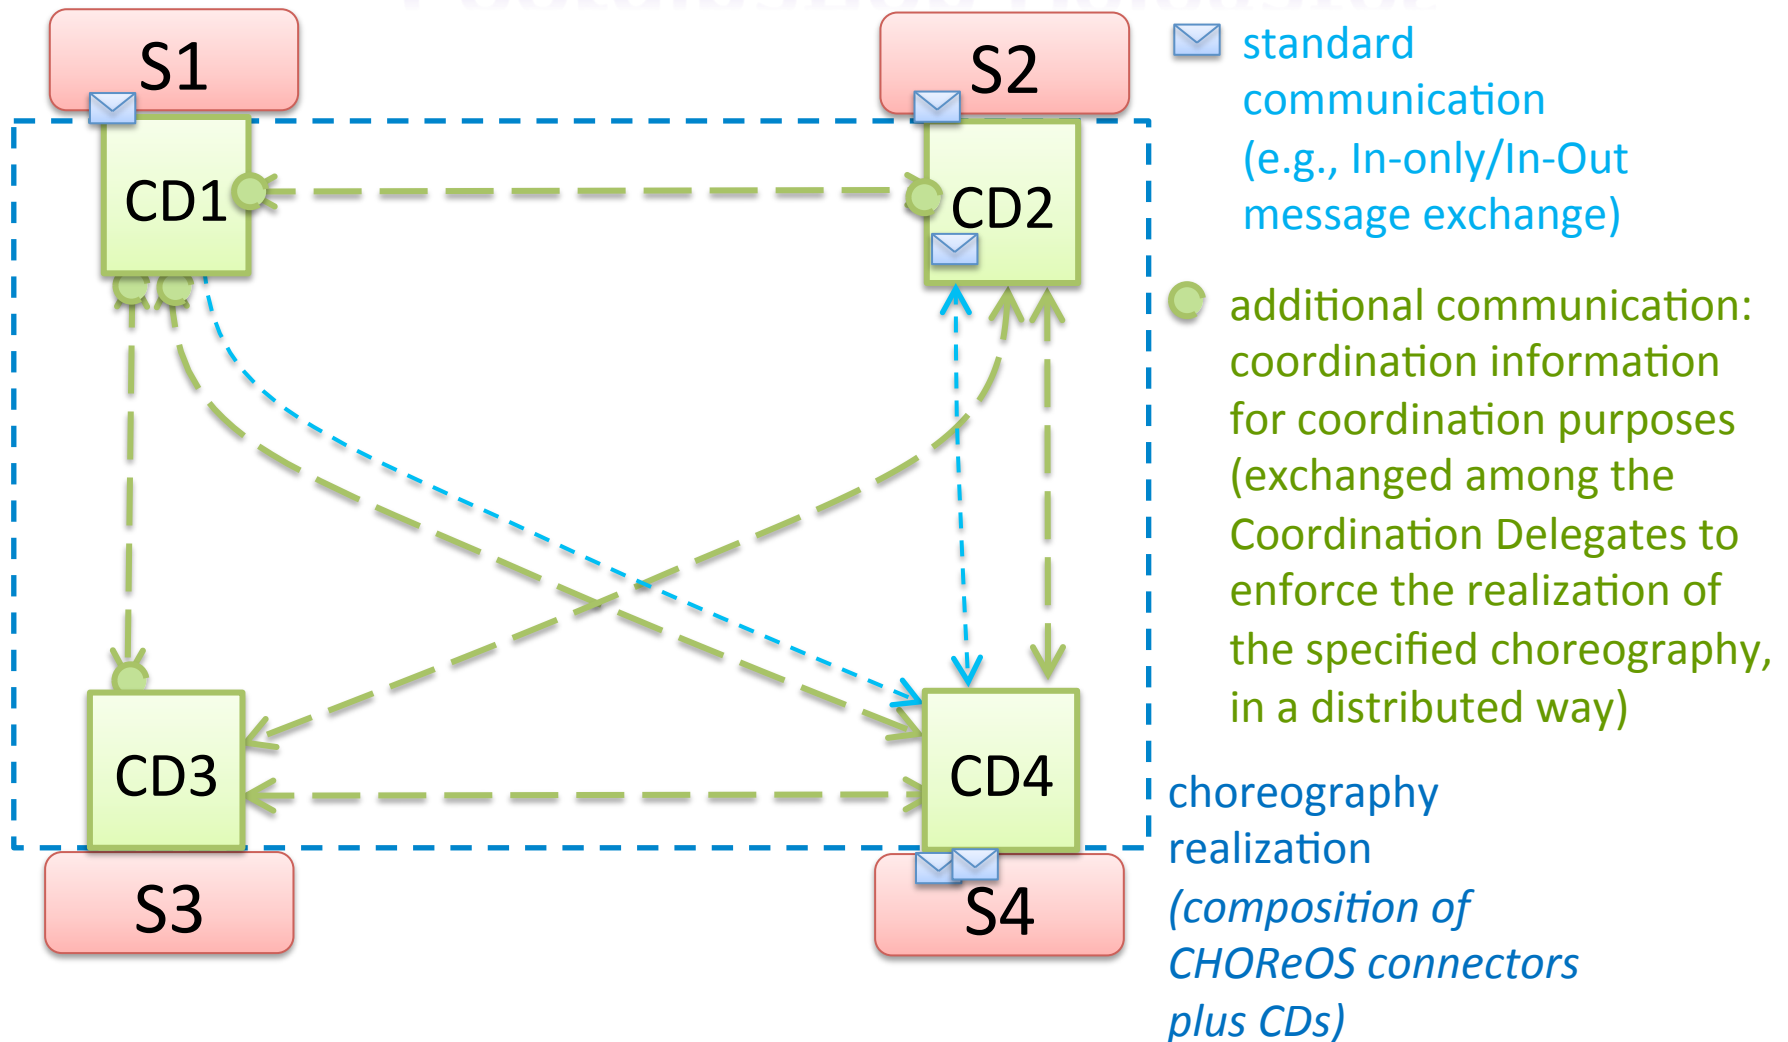 S1
S2
CD1
CD2
CD3
CD4
S3
S4
standard
communication
(e.g., In-only/In-Out
message exchange)
additional communication:
coordination information
for coordination purposes
(exchanged among the
Coordination Delegates to
enforce the realization of
the specified choreography,
in a distributed way)
choreography
realization
(composition of
CHOReOS connectors
plus CDs)